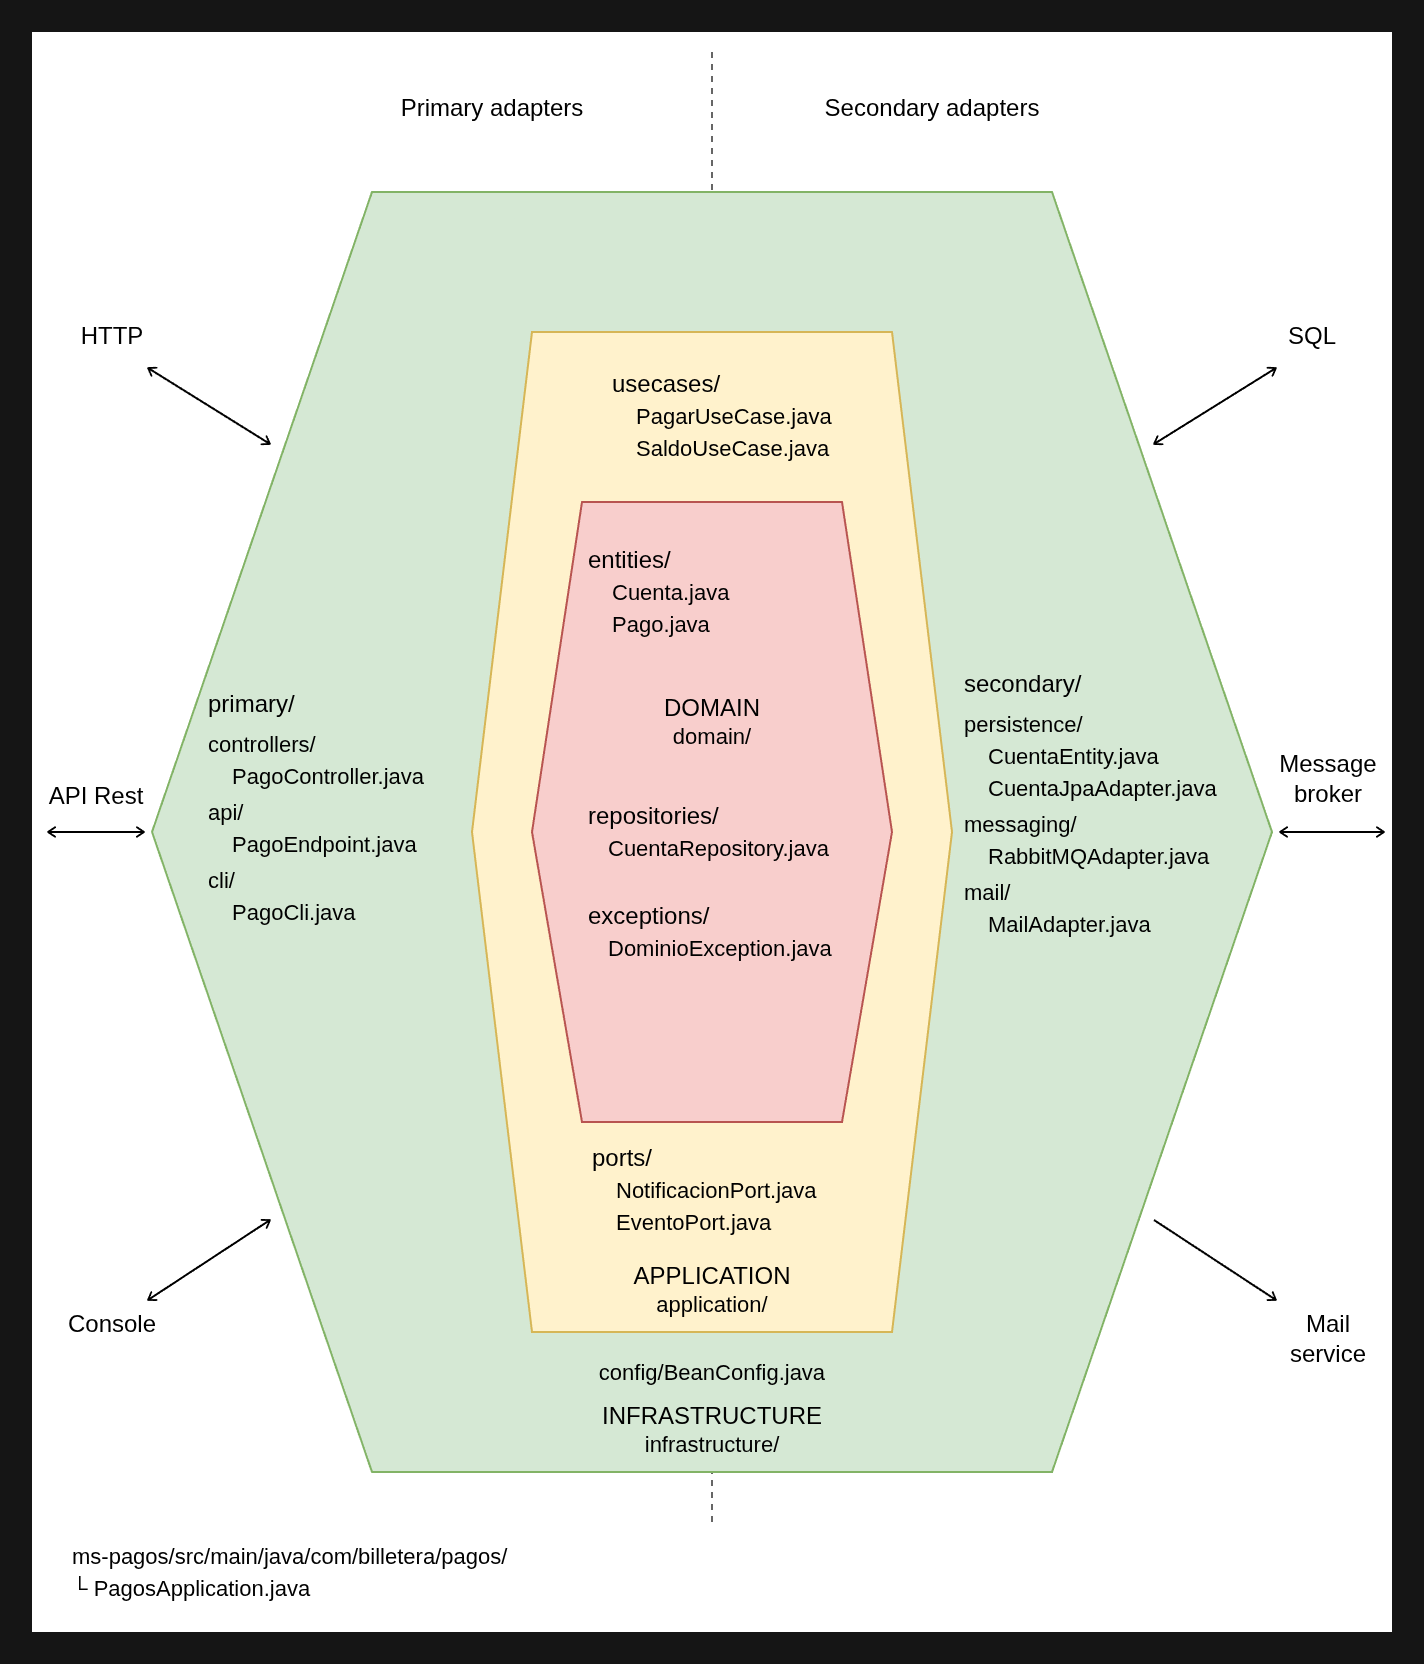 Primary adapters
Secondary adapters
HTTP
SQL
usecases/
PagarUseCase.java
SaldoUseCase.java
entities/
Cuenta.java
Pago.java
DOMAIN
domain/
repositories/
CuentaRepository.java
exceptions/
DominioException.java
primary/
controllers/
PagoController.java
api/
PagoEndpoint.java
cli/
PagoCli.java
secondary/
persistence/
CuentaEntity.java
CuentaJpaAdapter.java
messaging/
RabbitMQAdapter.java
mail/
MailAdapter.java
API Rest
Message
broker
ports/
NotificacionPort.java
EventoPort.java
APPLICATION
application/
Console
Mail
service
config/BeanConfig.java
INFRASTRUCTURE
infrastructure/
ms-pagos/src/main/java/com/billetera/pagos/
└ PagosApplication.java